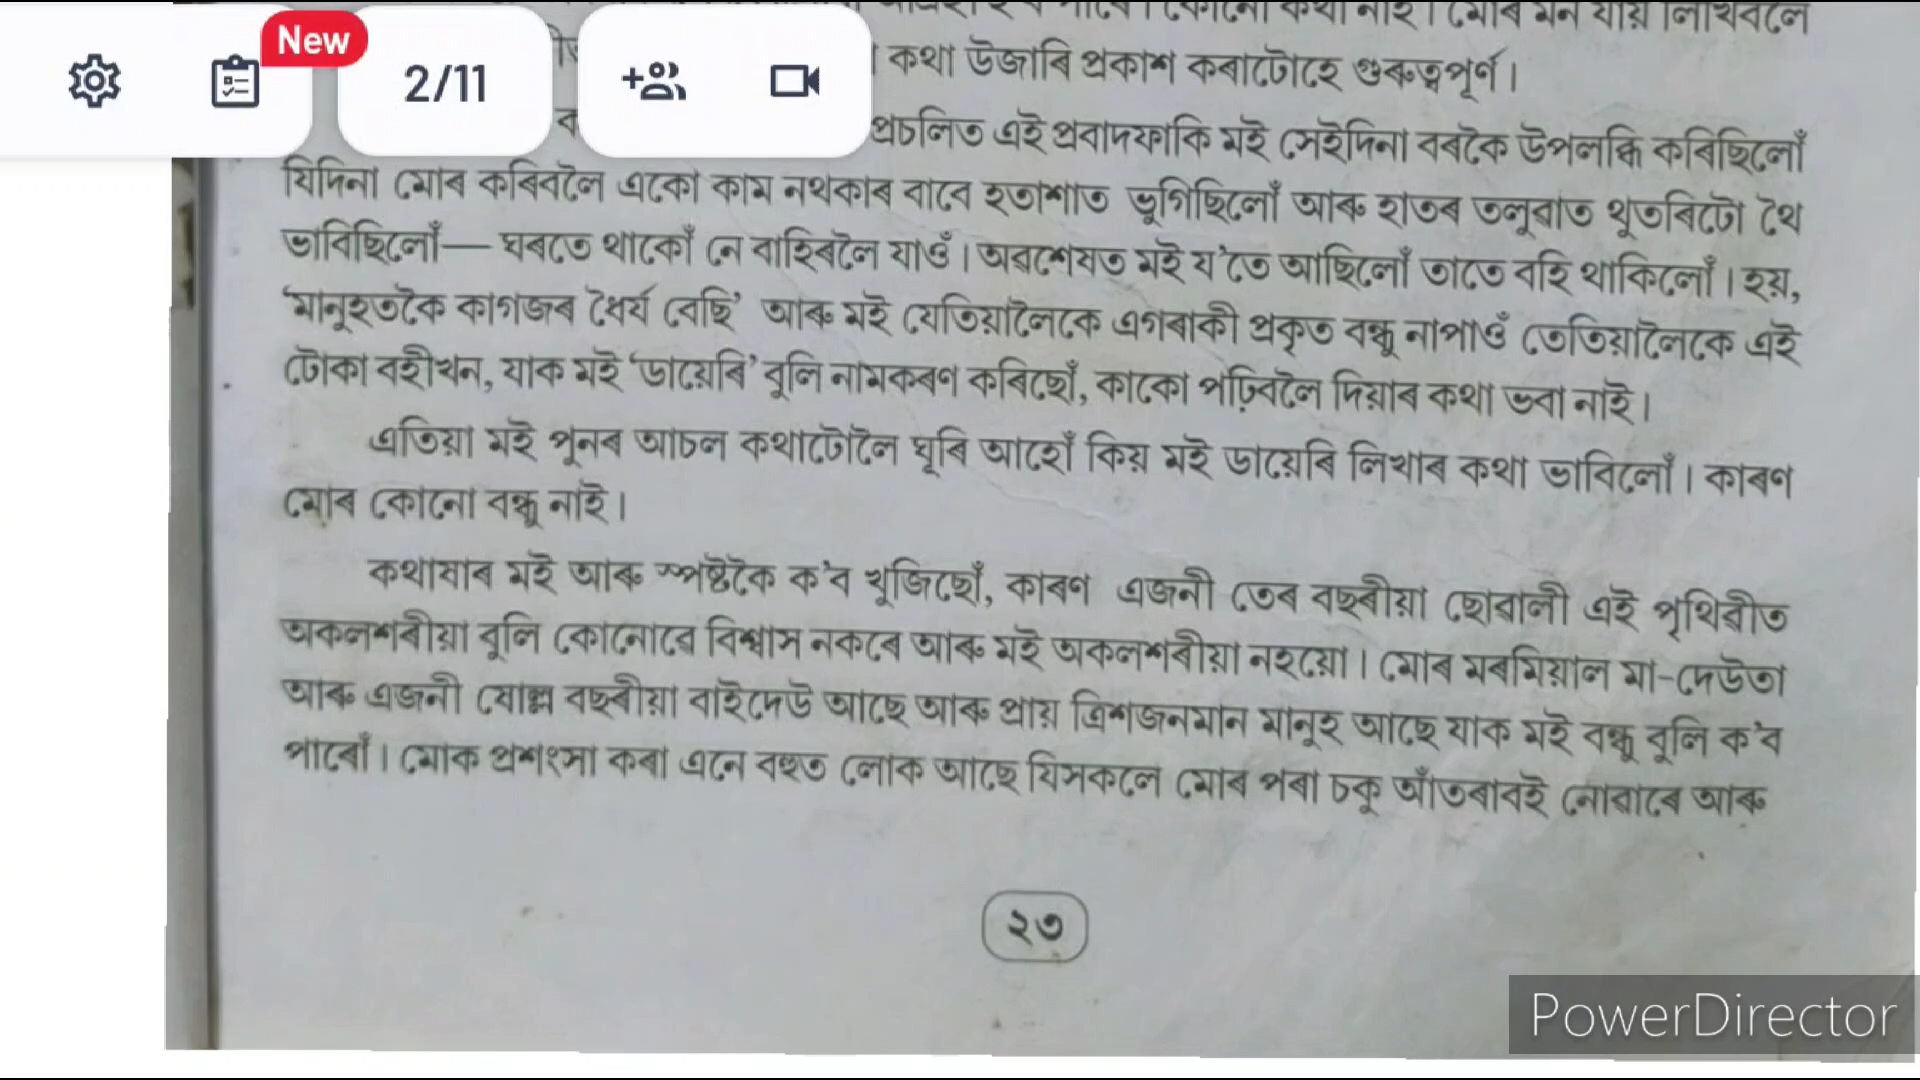 কোনো কথা নাই। মোৰ মন যায় লিখিবলৈ
New
2/11
কথা উজাৰি প্ৰকাশ কৰাটোহে গুৰুত্বপূৰ্ণ।
প্ৰচলিত এই প্ৰবাদফাকি মই সেইদিনা বৰকৈ উপলব্ধি কৰিছিলোঁ
যিদিনা মোৰ কৰিবলৈ একো কাম নথকাৰ বাবে হতাশাত ভুগিছিলোঁ আৰু হাতৰ তলুৱাত থুতৰিটো থৈ
ভাবিছিলোঁ— ঘৰতে থাকোঁ নে বাহিৰলৈ যাওঁ। অৱশেষত মই য'তে আছিলোঁ তাতে বহি থাকিলোঁ। হয়,
'মানুহতকৈ কাগজৰ ধৈৰ্য বেছি' আৰু মই যেতিয়ালৈকে এগৰাকী প্ৰকৃত বন্ধু নাপাওঁ তেতিয়ালৈকে এই
টোকা বহীখন, যাক মই 'ডায়েৰি' বুলি নামকৰণ কৰিছোঁ, কাকো পঢ়িবলৈ দিয়াৰ কথা ভবা নাই।
এতিয়া মই পুনৰ আচল কথাটোলৈ ঘূৰি আহোঁ কিয় মই ডায়েৰি লিখাৰ কথা ভাবিলোঁ। কাৰণ
মোৰ কোনো বন্ধু নাই।
কথাষাৰ মই আৰু স্পষ্টকৈ ক'ব খুজিছোঁ, কাৰণ এজনী তেৰ বছৰীয়া ছোৱালী এই পৃথিৱীত
অকলশৰীয়া বুলি কোনোৱে বিশ্বাস নকৰে আৰু মই অকলশৰীয়া নহয়ো। মোৰ মৰমিয়াল মা-দেউতা
আৰু এজনী ষোল্ল বছৰীয়া বাইদেউ আছে আৰু প্ৰায় ত্ৰিশজনমান মানুহ আছে যাক মই বন্ধু বুলি ক'ব
পাৰোঁ। মোক প্ৰশংসা কৰা এনে বহুত লোক আছে যিসকলে মোৰ পৰা চকু আঁতৰাবই নোৱাৰে আৰু
২৩
PowerDirector